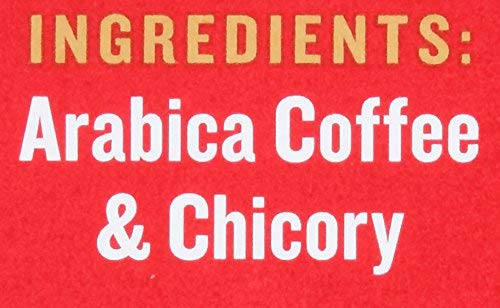 INGREDIENTS:
Arabica Coffee
& Chicory